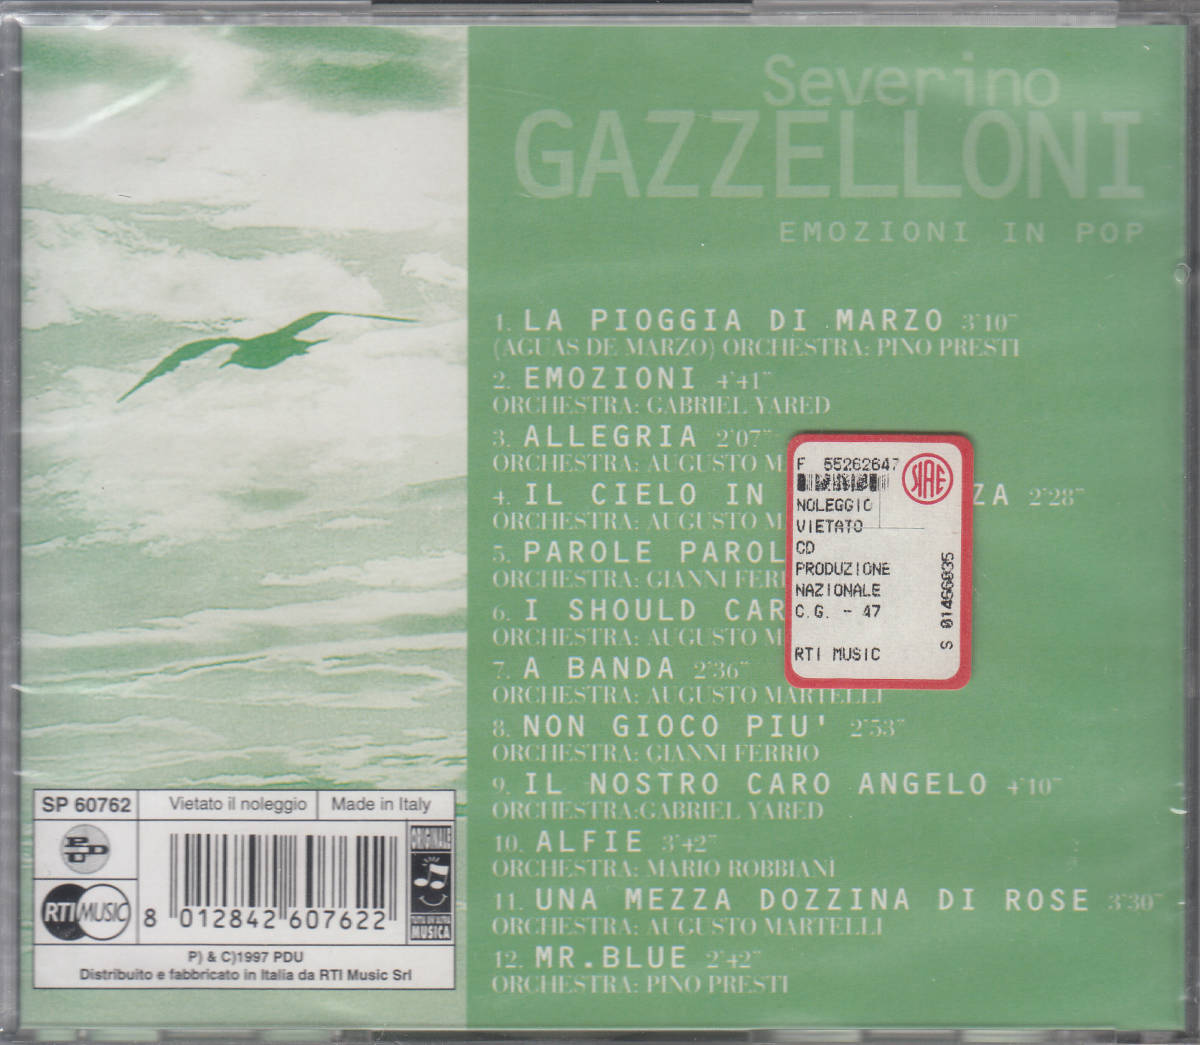 Severino
GAZZELLONI
EMOZIONI IN POP
1. LA PIOGGIA DI MARZO 3'10"
(AGUAS DE MARZO) ORCHESTRA: PINO PRESTI
2. EMOZIONI 4'41"
ORCHESTRA: GABRIEL YARED
3. ALLEGRIA 2'07"
ORCHESTRA: AUGUSTO M
4. IL CIELO IN ZA 2'28"
ORCHESTRA: AUGUSTO M
5. PAROLE PAROL
ORCHESTRA: GIANNI FERR
6. I SHOULD CAR
ORCHESTRA: AUGUSTO M
7. A BANDA 2'36"
ORCHESTRA: AUGUSTO MARTELLI
8. NON GIOCO PIU' 2'53"
ORCHESTRA: GIANNI FERRIO
9. IL NOSTRO CARO ANGELO 4'10"
ORCHESTRA:GABRIEL YARED
10. ALFIE 3'42"
ORCHESTRA: MARIO ROBBIANI
11. UNA MEZZA DOZZINA DI ROSE 3'30"
ORCHESTRA: AUGUSTO MARTELLI
12. MR.BLUE 2'42"
ORCHESTRA: PINO PRESTI
F 55262647
SIAE
NOLEGGIO
VIETATO
CD
PRODUZIONE
NAZIONALE
C.G. - 47
RTI MUSIC
S 01466035
SP 60762
Vietato il noleggio
Made in Italy
PDU
RTI MUSIC
8 012842 607622
ORIGINALE
TUTTA UN'ALTRA
MUSICA
P) & C)1997 PDU
Distribuito e fabbricato in Italia da RTI Music Srl